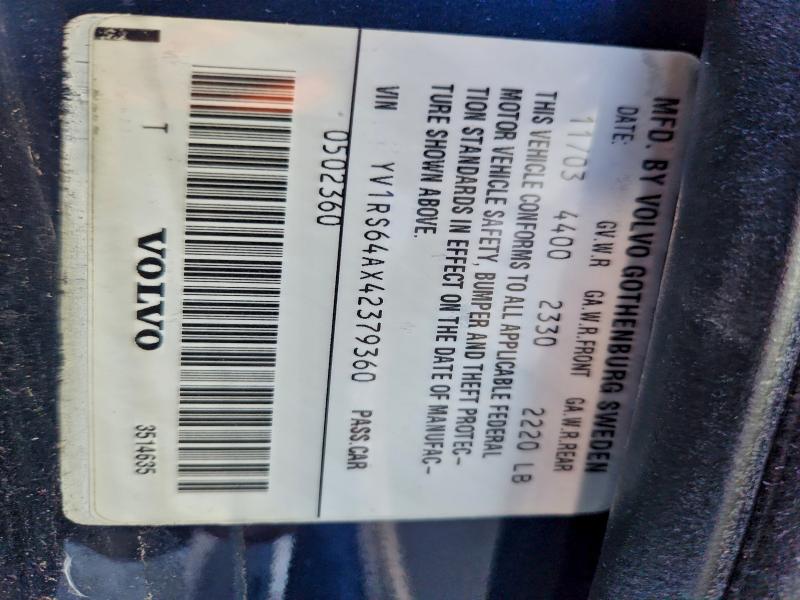 MFD. BY VOLVO GOTHENBURG SWEDEN
DATE: GV.W.R GA.W.R.FRONT GA.W.R.REAR
11/03 4400 2330 2220 LB
THIS VEHICLE CONFORMS TO ALL APPLICABLE FEDERAL
MOTOR VEHICLE SAFETY, BUMPER AND THEFT PROTEC-
TION STANDARDS IN EFFECT ON THE DATE OF MANUFAC-
TURE SHOWN ABOVE.
VIN YV1RS64AX42379360 PASS.CAR
0502360
T VOLVO 3514635